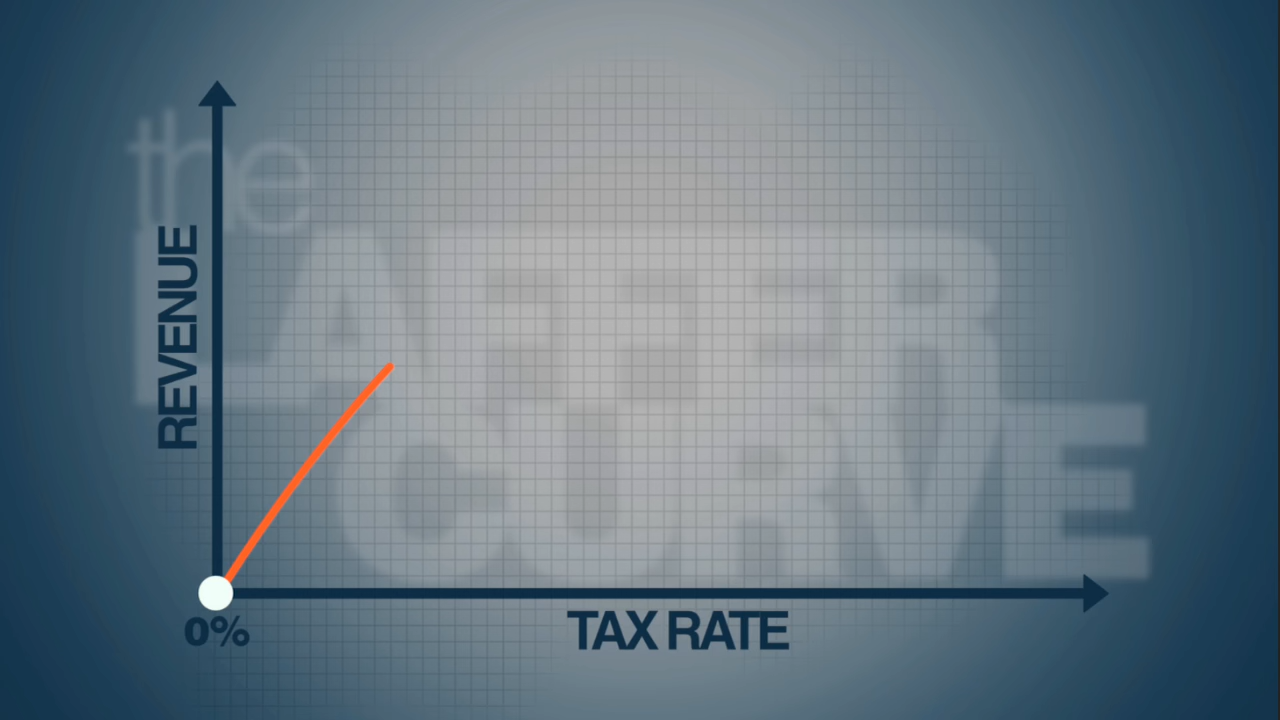 the
LAFFER
CURVE
REVENUE
0%
TAX RATE